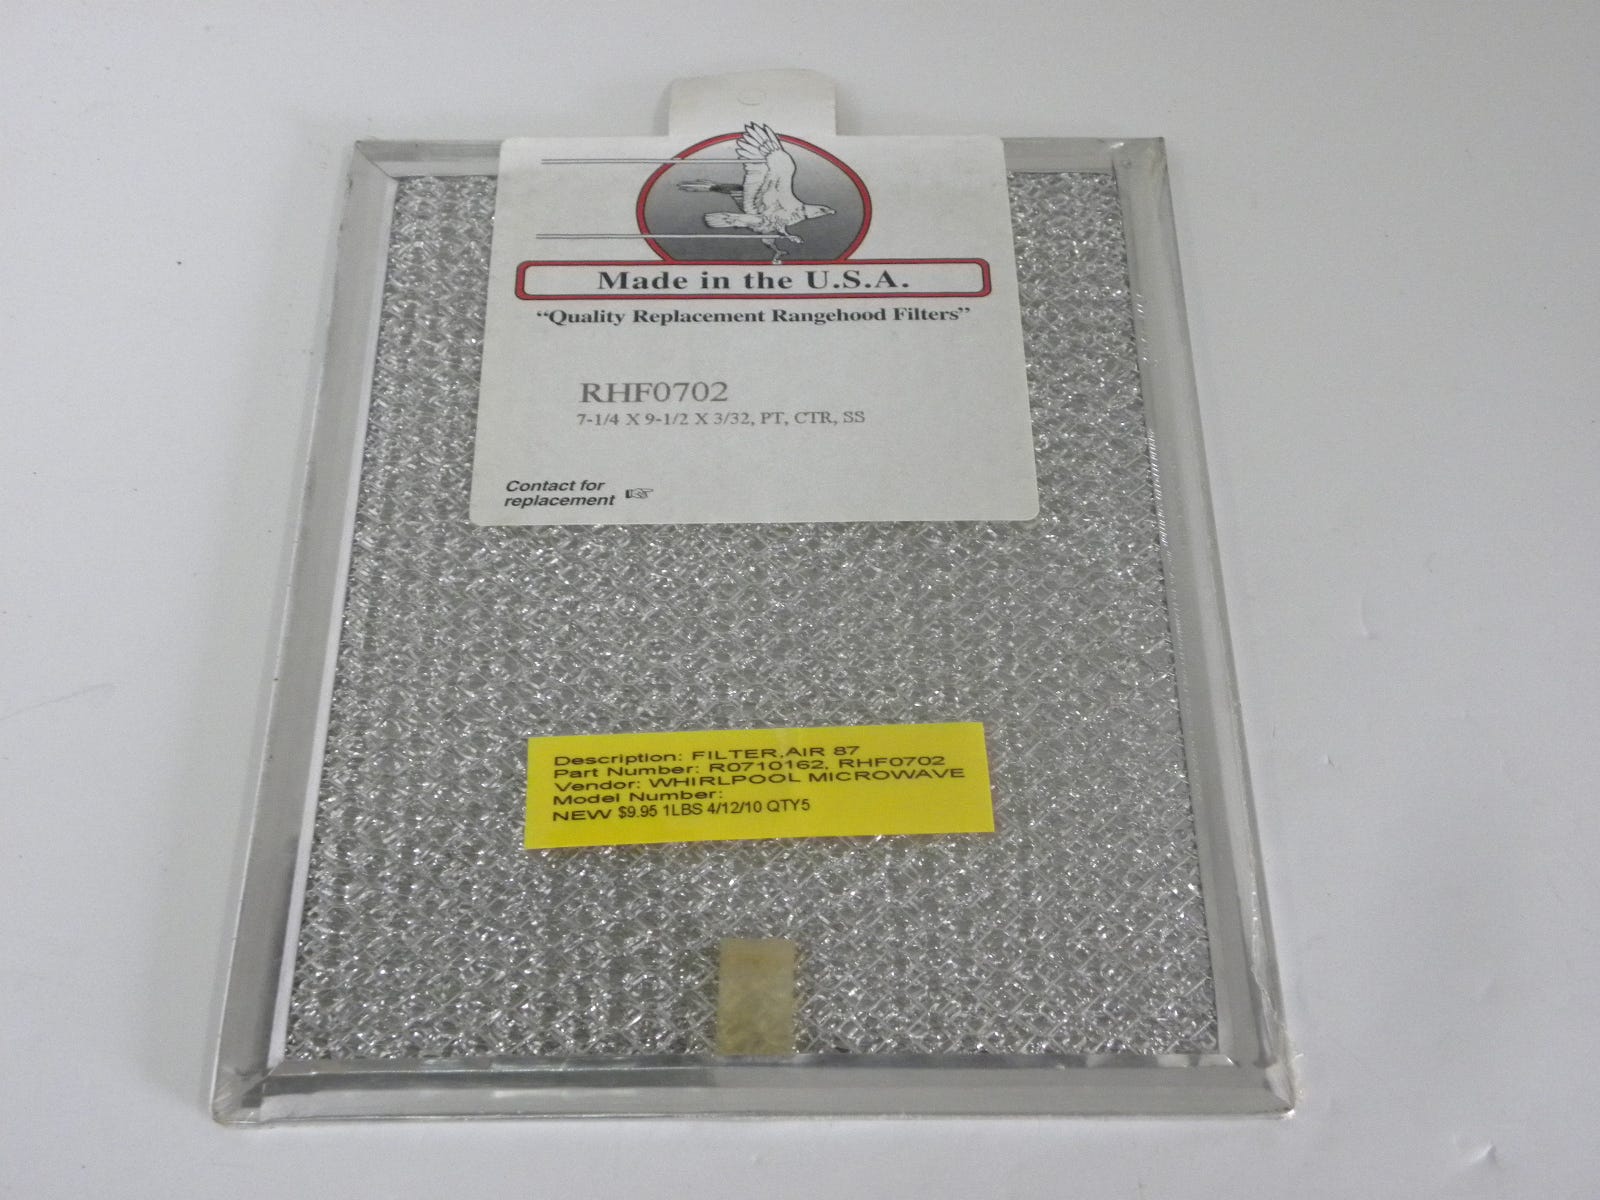 Made in the U.S.A.
“Quality Replacement Rangehood Filters”
RHF0702
7-1/4 X 9-1/2 X 3/32, PT, CTR, SS
Contact for
replacement ☞
Description: FILTER,AIR 87
Part Number: R0710162, RHF0702
Vendor: WHIRLPOOL MICROWAVE
Model Number:
NEW $9.95 1LBS 4/12/10 QTY5